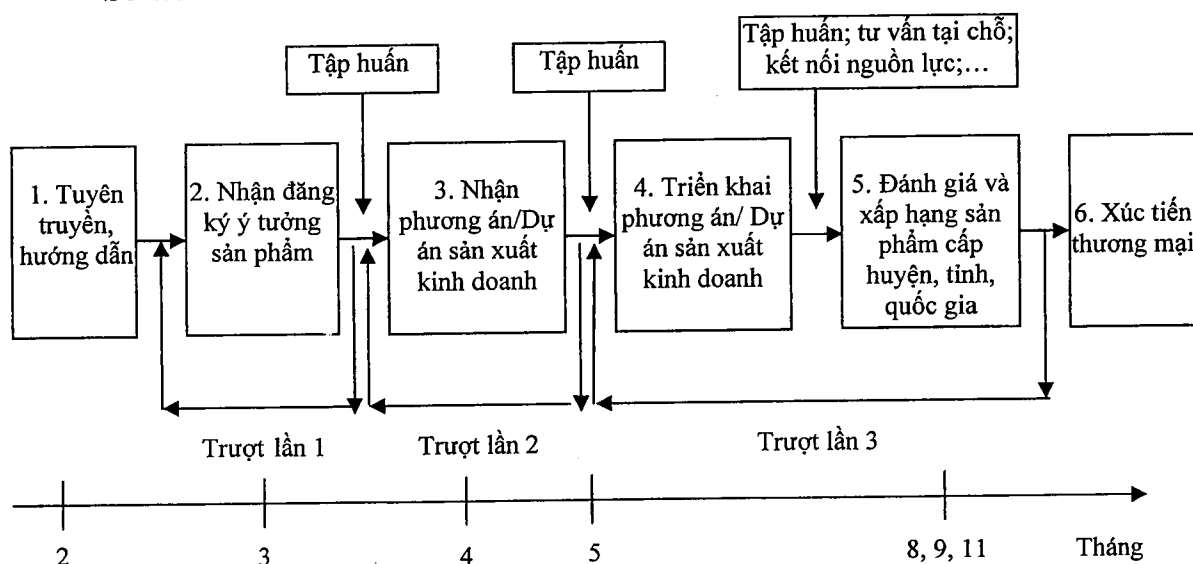 Tập huấn
Tập huấn
Tập huấn; tư vấn tại chỗ;
kết nối nguồn lực;...
1. Tuyên
truyền,
hướng dẫn
2. Nhận đăng
ký ý tưởng
sản phẩm
3. Nhận
phương án/Dự
án sản xuất
kinh doanh
4. Triển khai
phương án/ Dự
án sản xuất
kinh doanh
5. Đánh giá và
xấp hạng sản
phẩm cấp
huyện, tỉnh,
quốc gia
6. Xúc tiến
thương mại
Trượt lần 1
Trượt lần 2
Trượt lần 3
2
3
4
5
8, 9, 11
Tháng